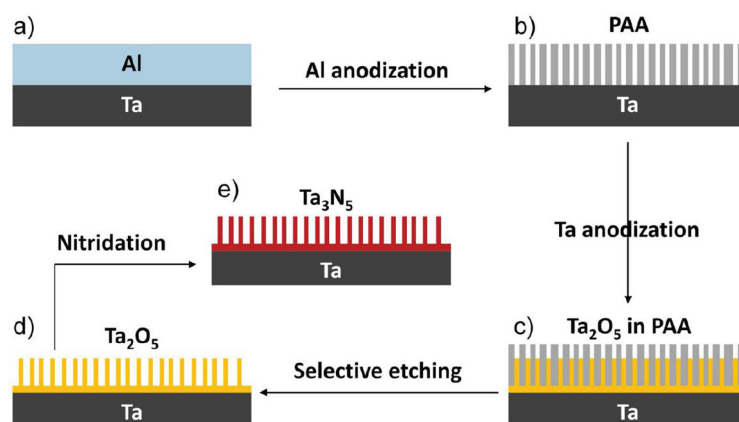 a)
Al
Ta
Al anodization
b)
PAA
Ta
Ta anodization
c)
Ta₂O₅ in PAA
Ta
Selective etching
d)
Ta₂O₅
Ta
Nitridation
e)
Ta₃N₅
Ta